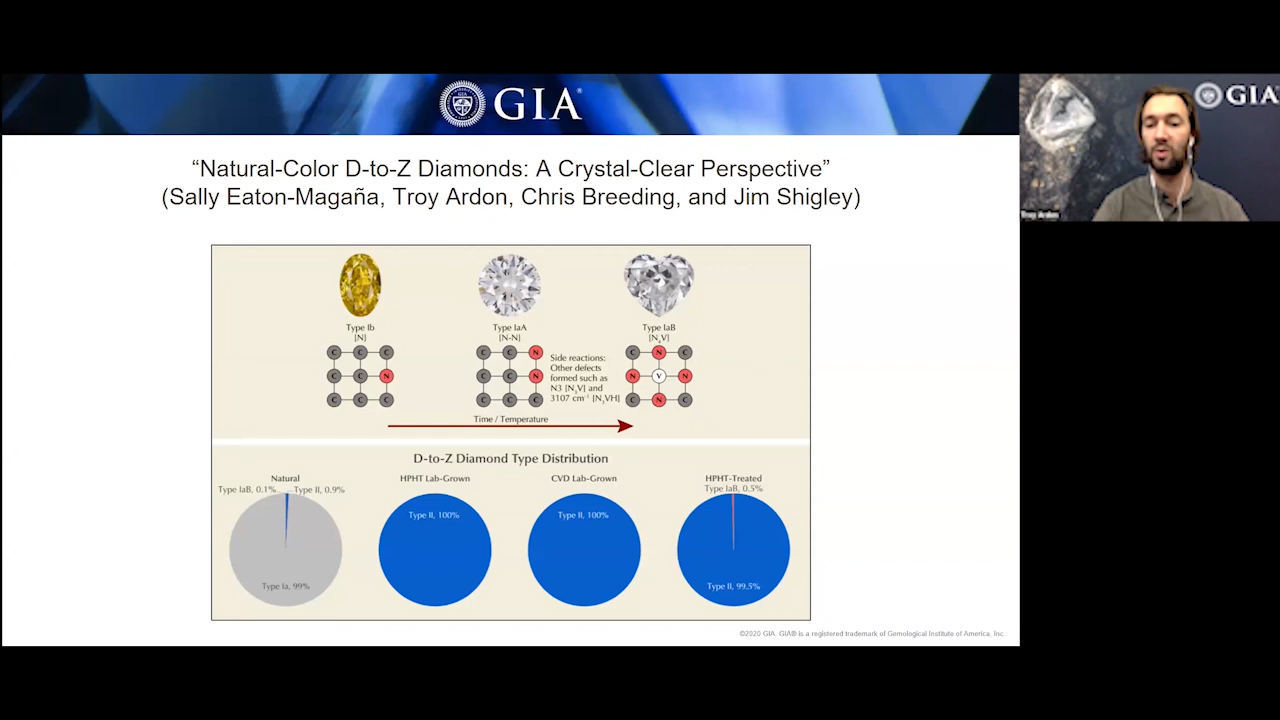 GIA®
GIA
Troy Ardon
“Natural-Color D-to-Z Diamonds: A Crystal-Clear Perspective”
(Sally Eaton-Magaña, Troy Ardon, Chris Breeding, and Jim Shigley)
Type Ib
[N]
Type IaA
[N-N]
Type IaB
[N4V]
C C C
C C N
C C C
C C N
C C N
C C C
Side reactions:
Other defects
formed such as
N3 [N3V] and
3107 cm-1 [N3VH]
C N C
N V N
C N C
Time / Temperature
D-to-Z Diamond Type Distribution
Natural
Type IaB, 0.1%
Type II, 0.9%
Type Ia, 99%
HPHT Lab-Grown
Type II, 100%
CVD Lab-Grown
Type II, 100%
HPHT-Treated
Type IaB, 0.5%
Type II, 99.5%
©2020 GIA. GIA® is a registered trademark of Gemological Institute of America, Inc.